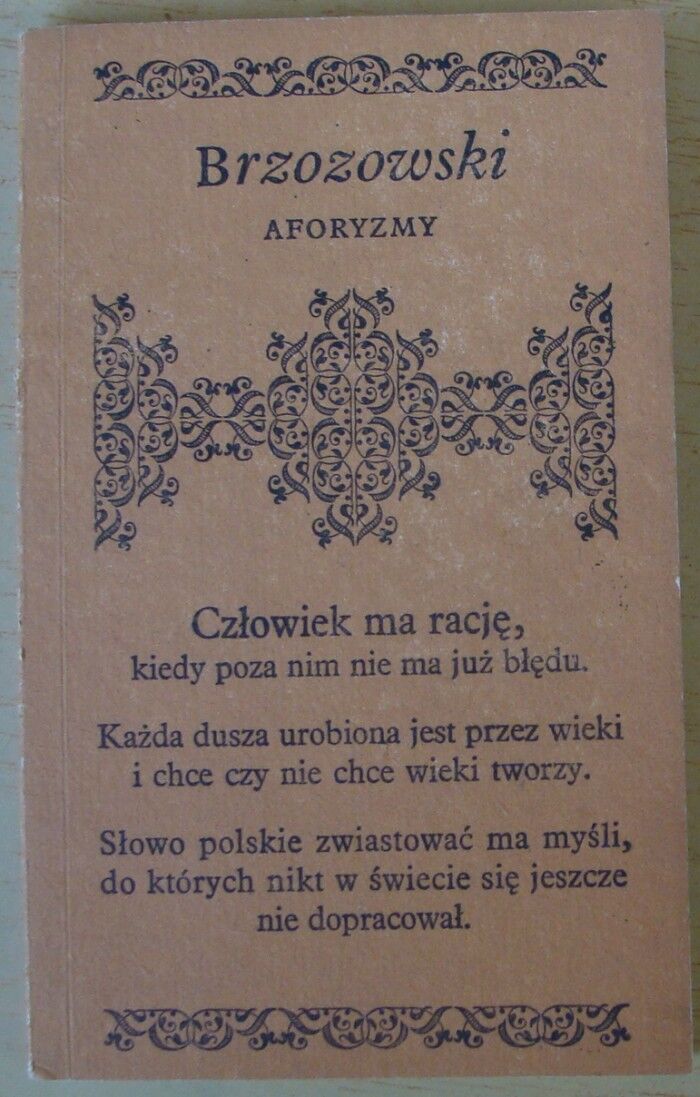 Brzozowski
AFORYZMY
Człowiek ma rację,
kiedy poza nim nie ma już błędu.
Każda dusza urobiona jest przez wieki
i chce czy nie chce wieki tworzy.
Słowo polskie zwiastować ma myśli,
do których nikt w świecie się jeszcze
nie dopracował.